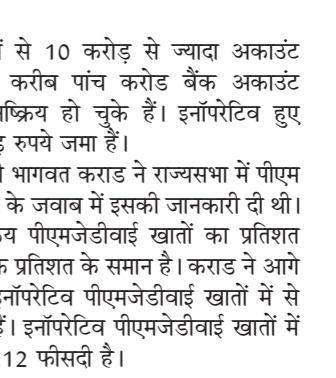 से 10 करोड़ से ज्यादा अकाउंट
करीब पांच करोड बैंक अकाउंट
हो चुके हैं। इनॉपरेटिव हुए
रुपये जमा हैं।
भागवत कराड ने राज्यसभा में पीएम
के जवाब में इसकी जानकारी दी थी।
पीएमजेडीवाई खातों का प्रतिशत
प्रतिशत के समान है। कराड ने आगे
पीएमजेडीवाई खातों में से
हैं। इनॉपरेटिव पीएमजेडीवाई खातों में
12 फीसदी है।